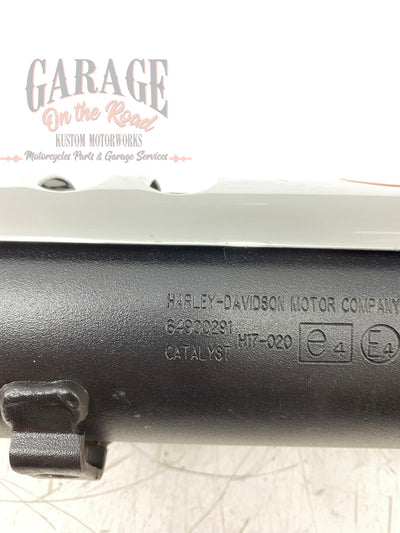 GARAGE
On the Road
KUSTOM MOTORWORKS
Motorcycles Parts & Garage Services
HARLEY-DAVIDSON MOTOR COMPANY
64900291
CATALYST H17-020 e4 E4